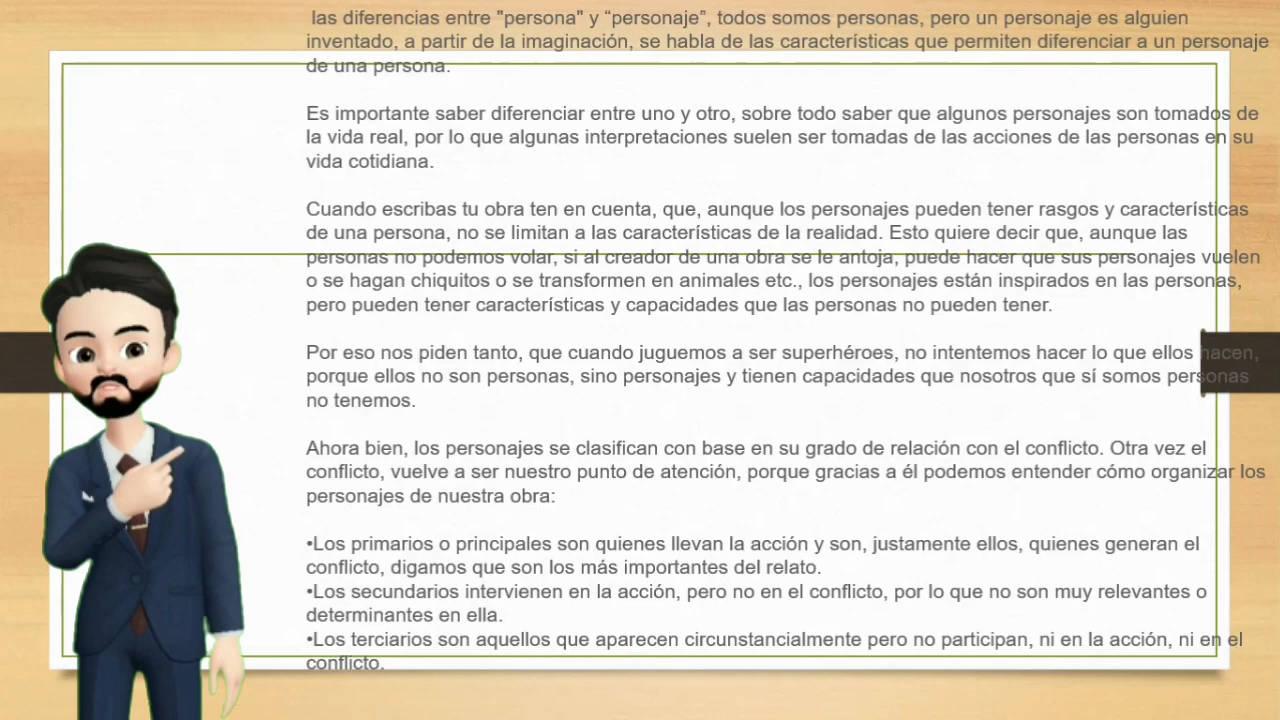 las diferencias entre "persona" y “personaje”, todos somos personas, pero un personaje es alguien
inventado, a partir de la imaginación, se habla de las características que permiten diferenciar a un personaje
de una persona.
Es importante saber diferenciar entre uno y otro, sobre todo saber que algunos personajes son tomados de
la vida real, por lo que algunas interpretaciones suelen ser tomadas de las acciones de las personas en su
vida cotidiana.
Cuando escribas tu obra ten en cuenta, que, aunque los personajes pueden tener rasgos y características
de una persona, no se limitan a las características de la realidad. Esto quiere decir que, aunque las
personas no podemos volar, si al creador de una obra se le antoja, puede hacer que sus personajes vuelen
o se hagan chiquitos o se transformen en animales etc., los personajes están inspirados en las personas,
pero pueden tener características y capacidades que las personas no pueden tener.
Por eso nos piden tanto, que cuando juguemos a ser superhéroes, no intentemos hacer lo que ellos hacen,
porque ellos no son personas, sino personajes y tienen capacidades que nosotros que sí somos personas
no tenemos.
Ahora bien, los personajes se clasifican con base en su grado de relación con el conflicto. Otra vez el
conflicto, vuelve a ser nuestro punto de atención, porque gracias a él podemos entender cómo organizar los
personajes de nuestra obra:
•Los primarios o principales son quienes llevan la acción y son, justamente ellos, quienes generan el
conflicto, digamos que son los más importantes del relato.
•Los secundarios intervienen en la acción, pero no en el conflicto, por lo que no son muy relevantes o
determinantes en ella.
•Los terciarios son aquellos que aparecen circunstancialmente pero no participan, ni en la acción, ni en el
conflicto.